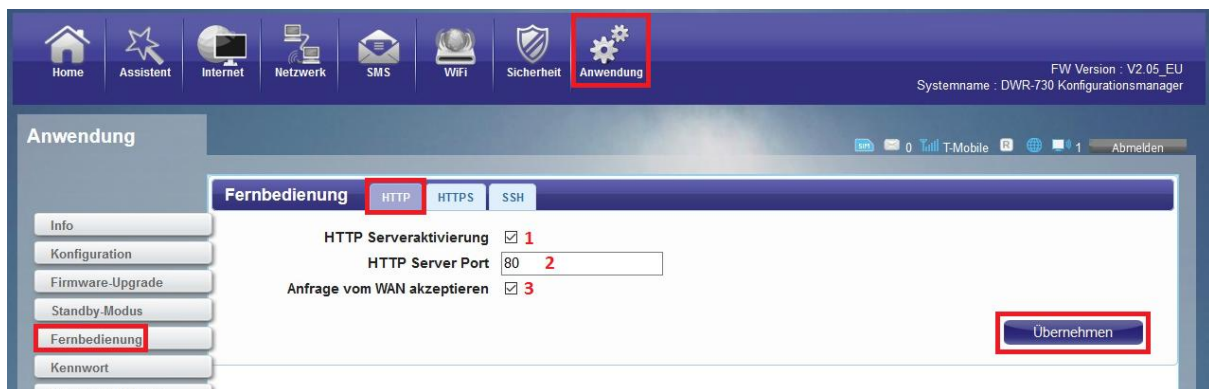 Home Assistent Internet Netzwerk SMS WiFi Sicherheit Anwendung
FW Version : V2.05_EU
Systemname : DWR-730 Konfigurationsmanager
Anwendung
SIM 0 T-Mobile R 1 Abmelden
Fernbedienung HTTP HTTPS SSH
Info
Konfiguration
Firmware-Upgrade
Standby-Modus
Fernbedienung
Kennwort
HTTP Serveraktivierung 1
HTTP Server Port 80 2
Anfrage vom WAN akzeptieren 3
Übernehmen